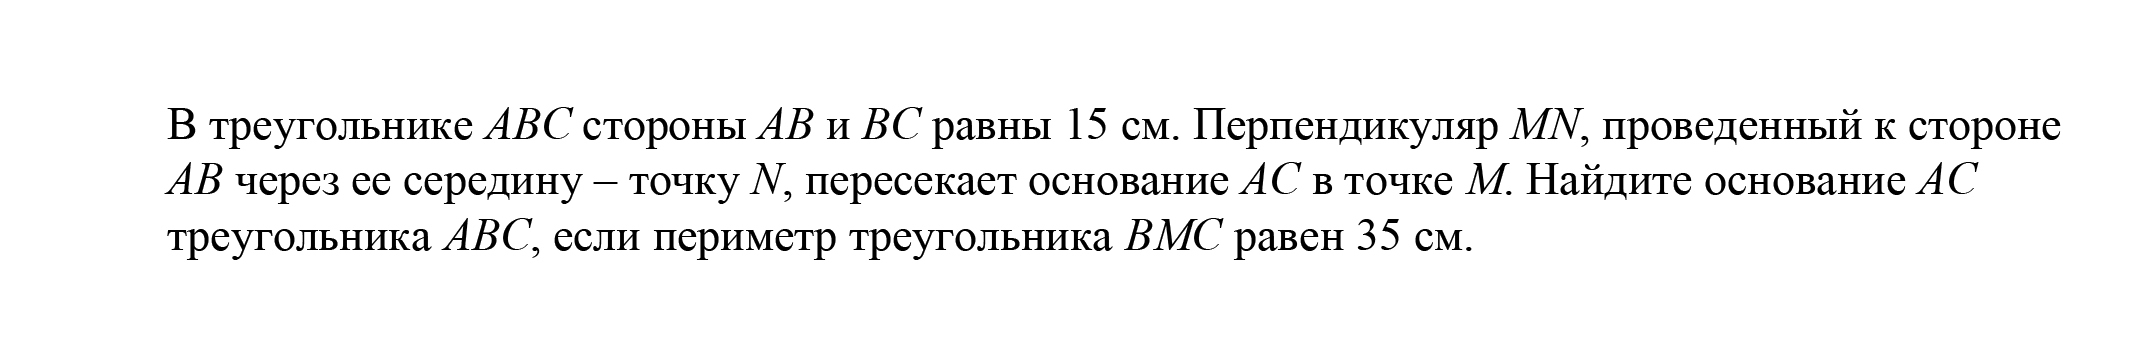 В треугольнике ABC стороны AB и BC равны 15 см. Перпендикуляр MN, проведенный к стороне
AB через ее середину – точку N, пересекает основание AC в точке M. Найдите основание AC
треугольника ABC, если периметр треугольника BMC равен 35 см.